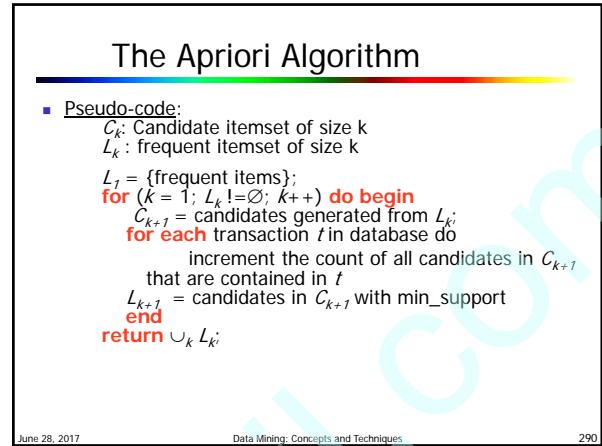 The Apriori Algorithm
▪ Pseudo-code:
Cₖ: Candidate itemset of size k
Lₖ : frequent itemset of size k
L₁ = {frequent items};
for (k = 1; Lₖ !=∅; k++) do begin
Cₖ₊₁ = candidates generated from Lₖ;
for each transaction t in database do
increment the count of all candidates in Cₖ₊₁
that are contained in t
Lₖ₊₁ = candidates in Cₖ₊₁ with min_support
end
return ∪ₖ Lₖ;
June 28, 2017 Data Mining: Concepts and Techniques 290